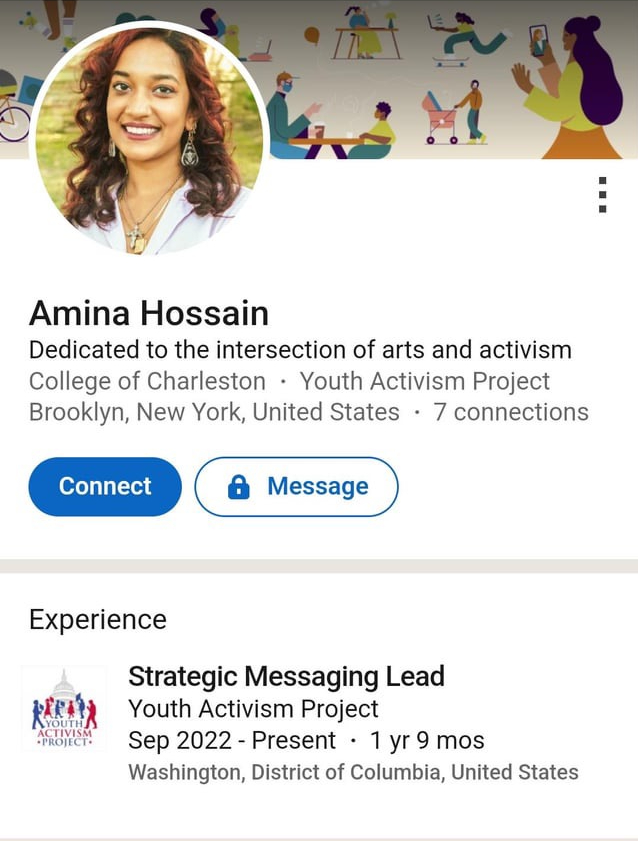 Amina Hossain
Dedicated to the intersection of arts and activism
College of Charleston · Youth Activism Project
Brooklyn, New York, United States · 7 connections
Connect
Message
Experience
Strategic Messaging Lead
Youth Activism Project
Sep 2022 - Present · 1 yr 9 mos
Washington, District of Columbia, United States
YOUTH
ACTIVISM
•PROJECT•